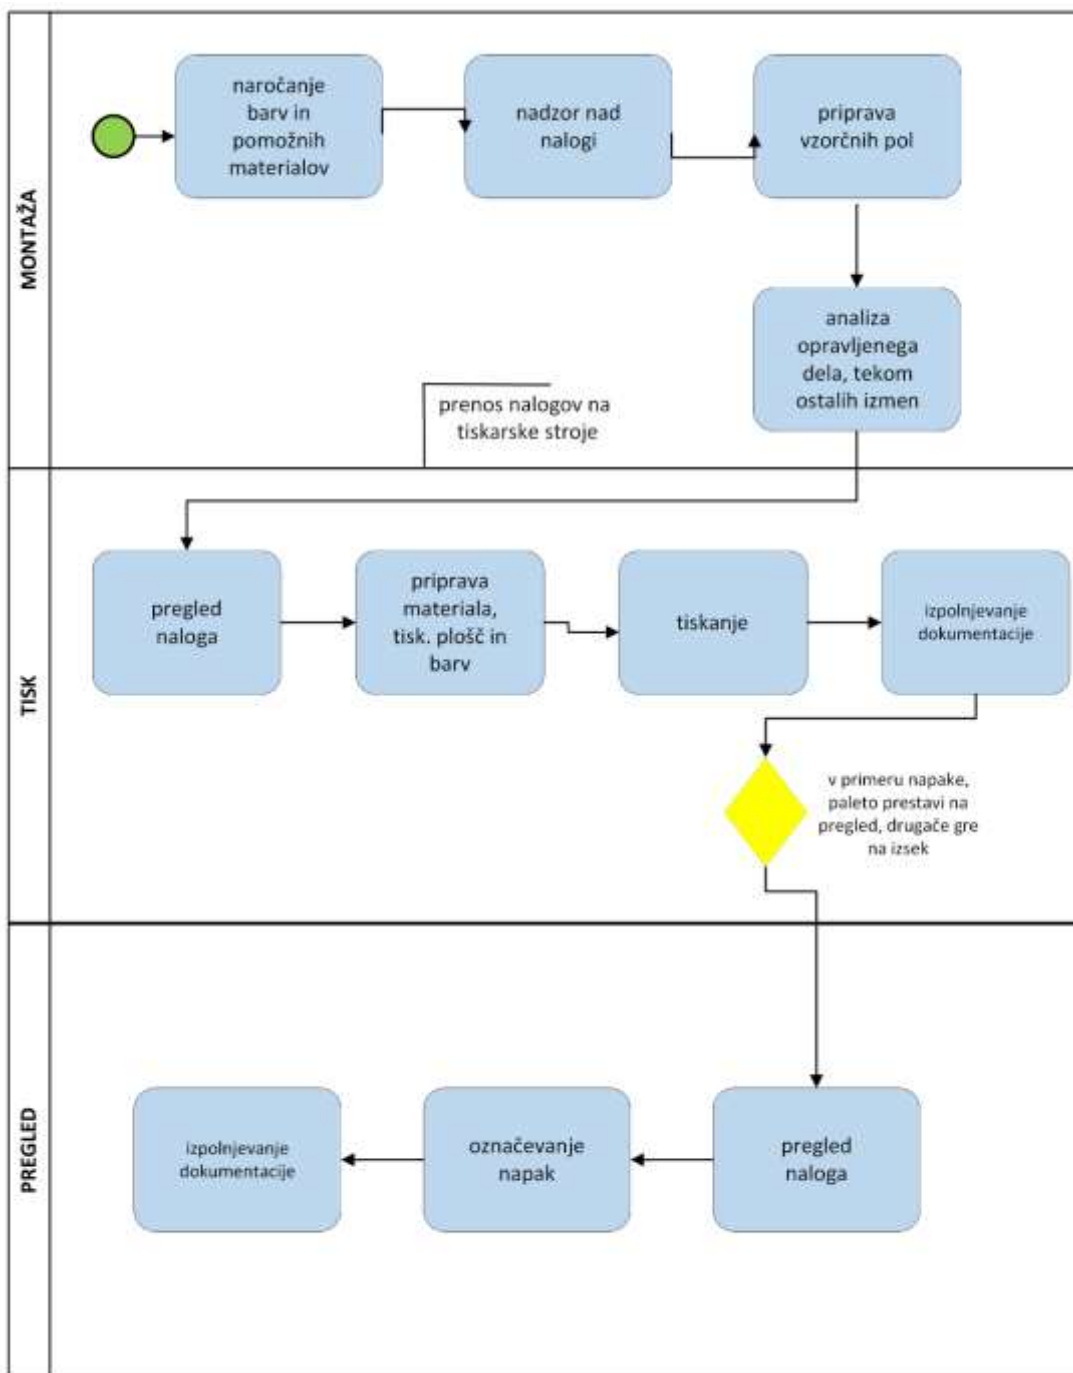 MONTAŽA
naročanje
barv in
pomožnih
materialov
nadzor nad
nalogi
priprava
vzorčnih pol
analiza
opravljenega
dela, tekom
ostalih izmen
prenos nalogov na
tiskarske stroje
TISK
pregled
naloga
priprava
materiala,
tisk. plošč in
barv
tiskanje
izpolnjevanje
dokumentacije
v primeru napake,
paleto prestavi na
pregled, drugače gre
na izsek
PREGLED
izpolnjevanje
dokumentacije
označevanje
napak
pregled
naloga